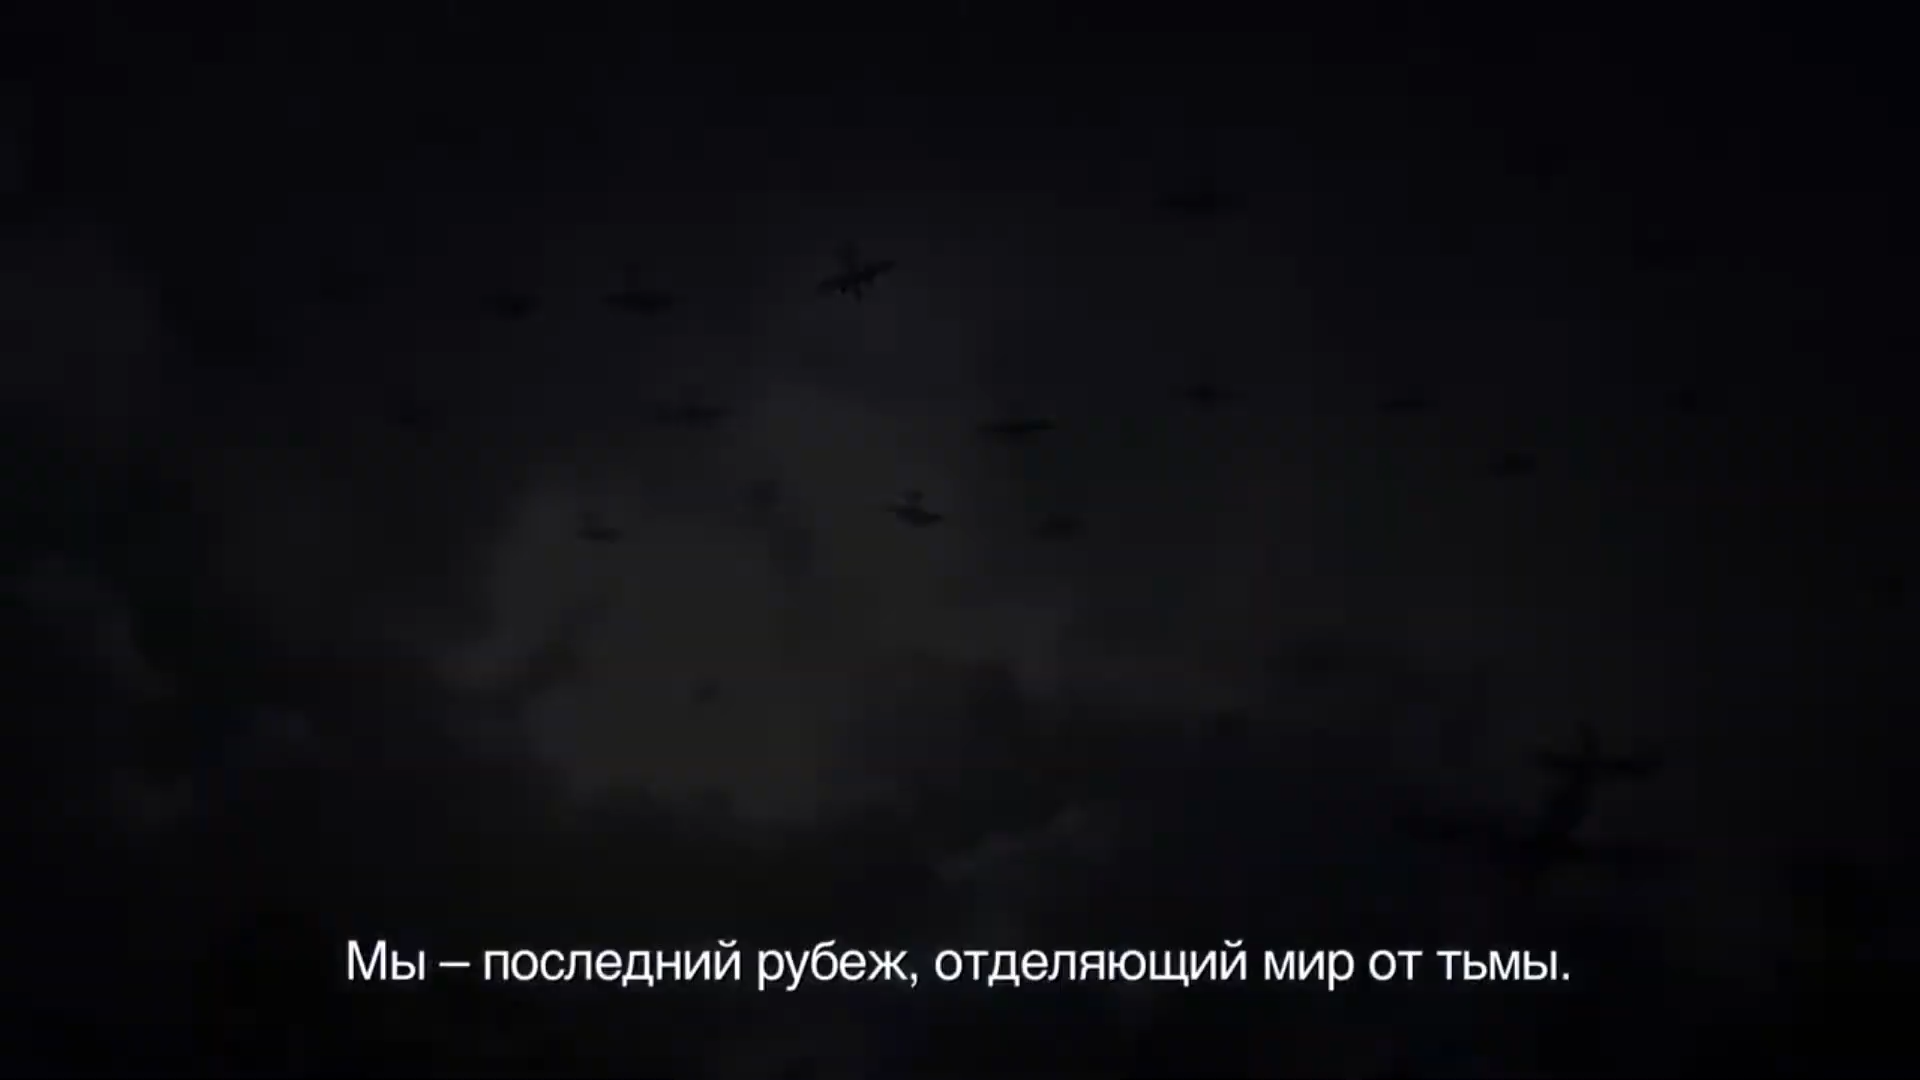 Мы – последний рубеж, отделяющий мир от тьмы.